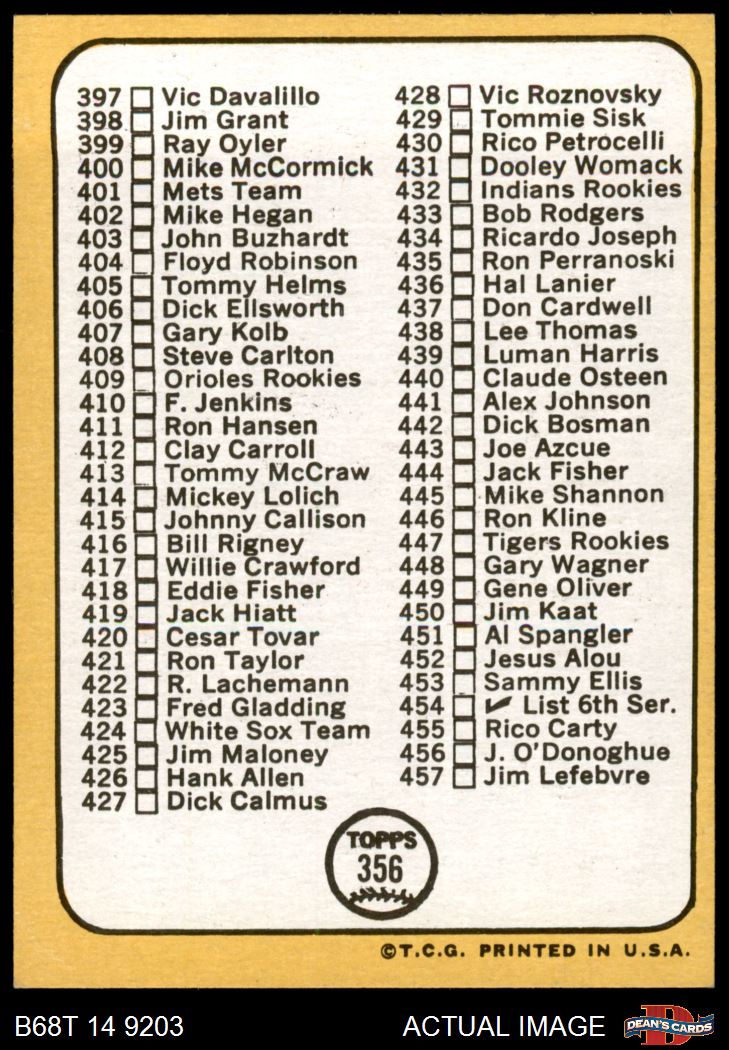 397 Vic Davalillo
398 Jim Grant
399 Ray Oyler
400 Mike McCormick
401 Mets Team
402 Mike Hegan
403 John Buzhardt
404 Floyd Robinson
405 Tommy Helms
406 Dick Ellsworth
407 Gary Kolb
408 Steve Carlton
409 Orioles Rookies
410 F. Jenkins
411 Ron Hansen
412 Clay Carroll
413 Tommy McCraw
414 Mickey Lolich
415 Johnny Callison
416 Bill Rigney
417 Willie Crawford
418 Eddie Fisher
419 Jack Hiatt
420 Cesar Tovar
421 Ron Taylor
422 R. Lachemann
423 Fred Gladding
424 White Sox Team
425 Jim Maloney
426 Hank Allen
427 Dick Calmus
428 Vic Roznovsky
429 Tommie Sisk
430 Rico Petrocelli
431 Dooley Womack
432 Indians Rookies
433 Bob Rodgers
434 Ricardo Joseph
435 Ron Perranoski
436 Hal Lanier
437 Don Cardwell
438 Lee Thomas
439 Luman Harris
440 Claude Osteen
441 Alex Johnson
442 Dick Bosman
443 Joe Azcue
444 Jack Fisher
445 Mike Shannon
446 Ron Kline
447 Tigers Rookies
448 Gary Wagner
449 Gene Oliver
450 Jim Kaat
451 Al Spangler
452 Jesus Alou
453 Sammy Ellis
454 ✔ List 6th Ser.
455 Rico Carty
456 J. O'Donoghue
457 Jim Lefebvre
TOPPS
356
©T.C.G. PRINTED IN U.S.A.
B68T 14 9203
ACTUAL IMAGE
D
DEAN'S CARDS